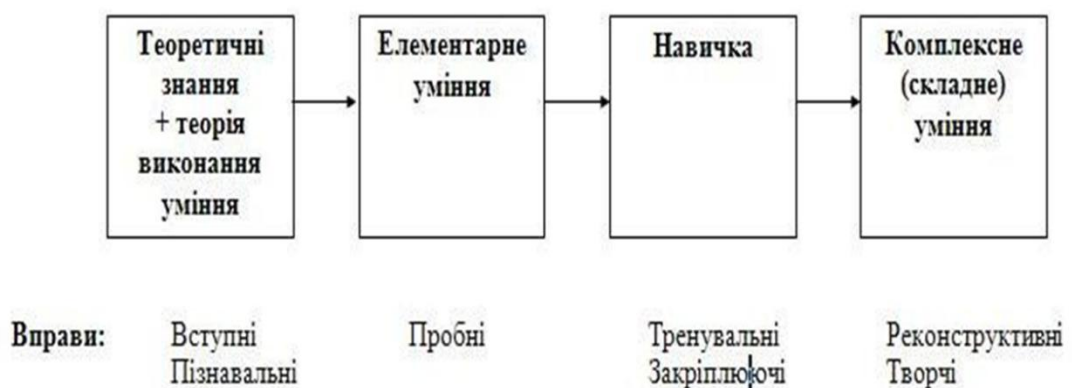 Теоретичні
знання
+ теорія
виконання
уміння
Елементарне
уміння
Навичка
Комплексне
(складне)
уміння
Вправи: Вступні Пробні Тренувальні Реконструктивні
Пізнавальні Закріплюючі Творчі